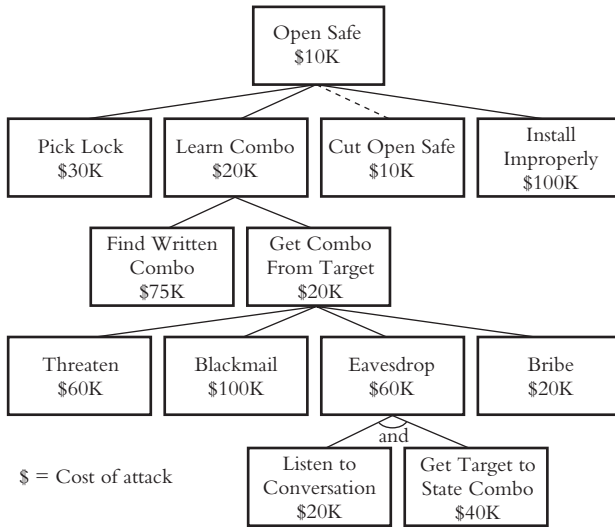 Open Safe
$10K
Pick Lock
$30K
Learn Combo
$20K
Cut Open Safe
$10K
Install
Improperly
$100K
Find Written
Combo
$75K
Get Combo
From Target
$20K
Threaten
$60K
Blackmail
$100K
Eavesdrop
$60K
Bribe
$20K
and
Listen to
Conversation
$20K
Get Target to
State Combo
$40K
$ = Cost of attack